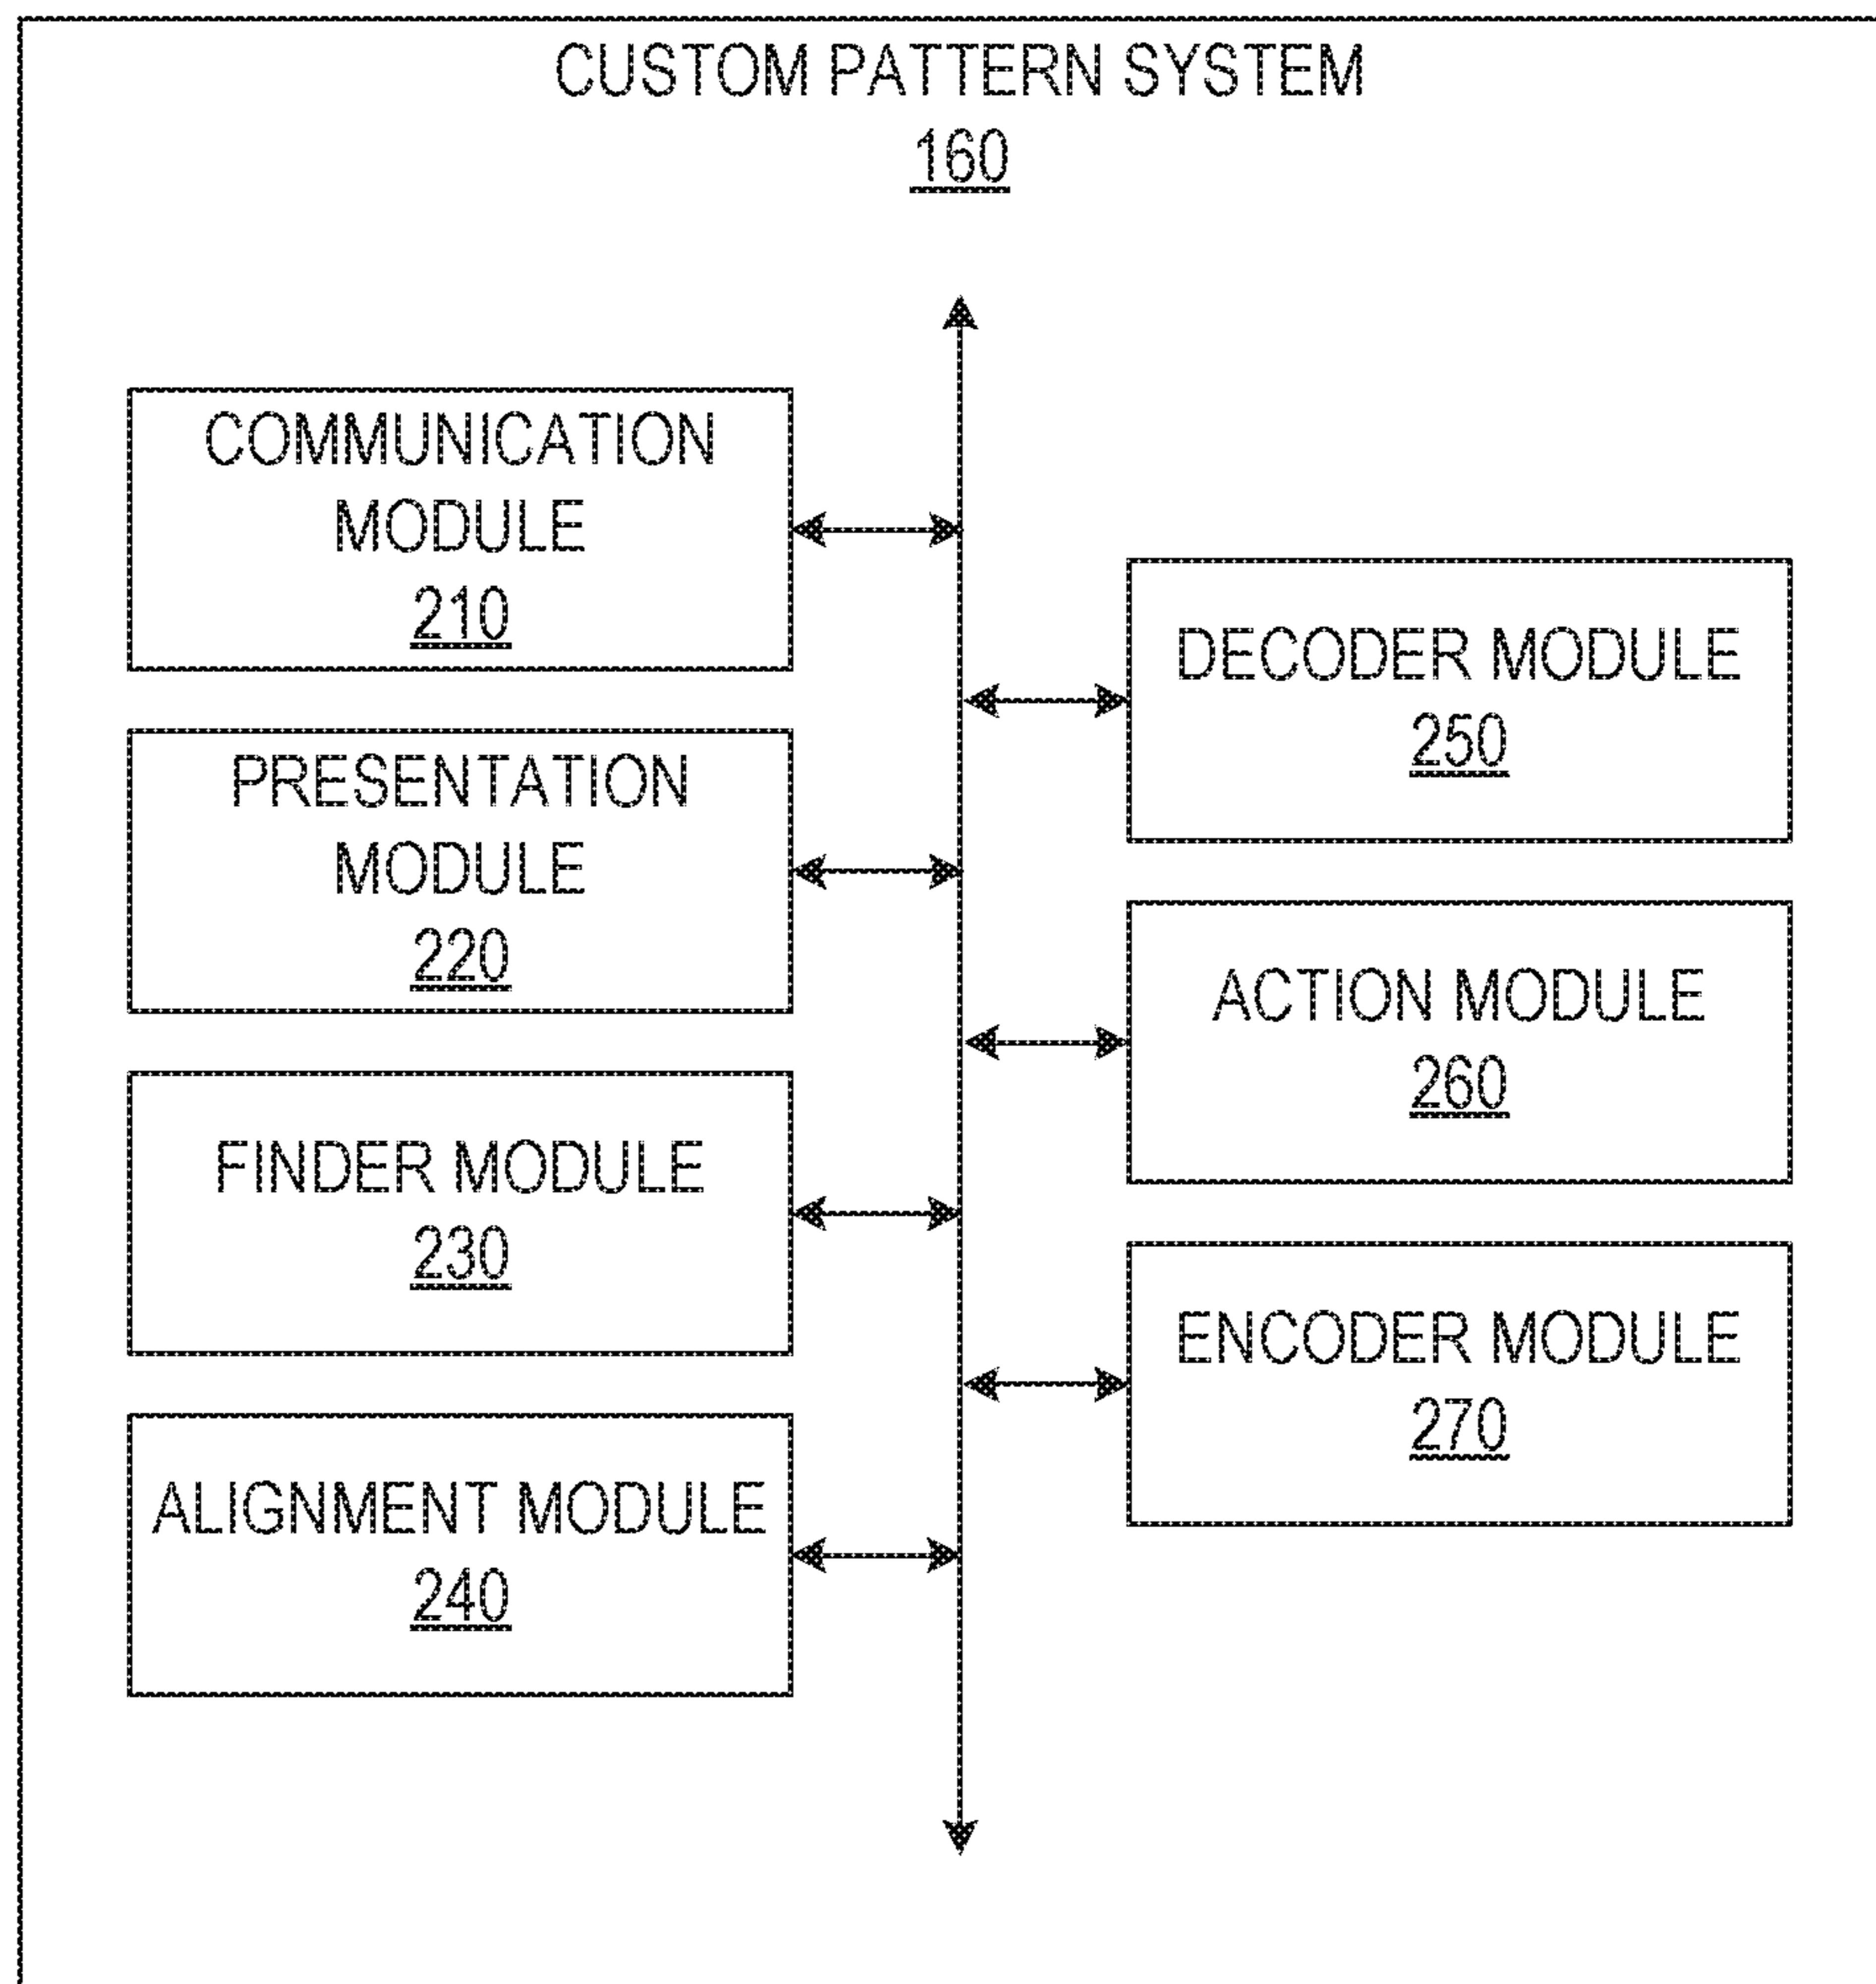 CUSTOM PATTERN SYSTEM
160
COMMUNICATION
MODULE
210
PRESENTATION
MODULE
220
FINDER MODULE
230
ALIGNMENT MODULE
240
DECODER MODULE
250
ACTION MODULE
260
ENCODER MODULE
270